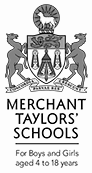 MERCHANT
TAYLORS'
SCHOOLS
For Boys and Girls
aged 4 to 18 years